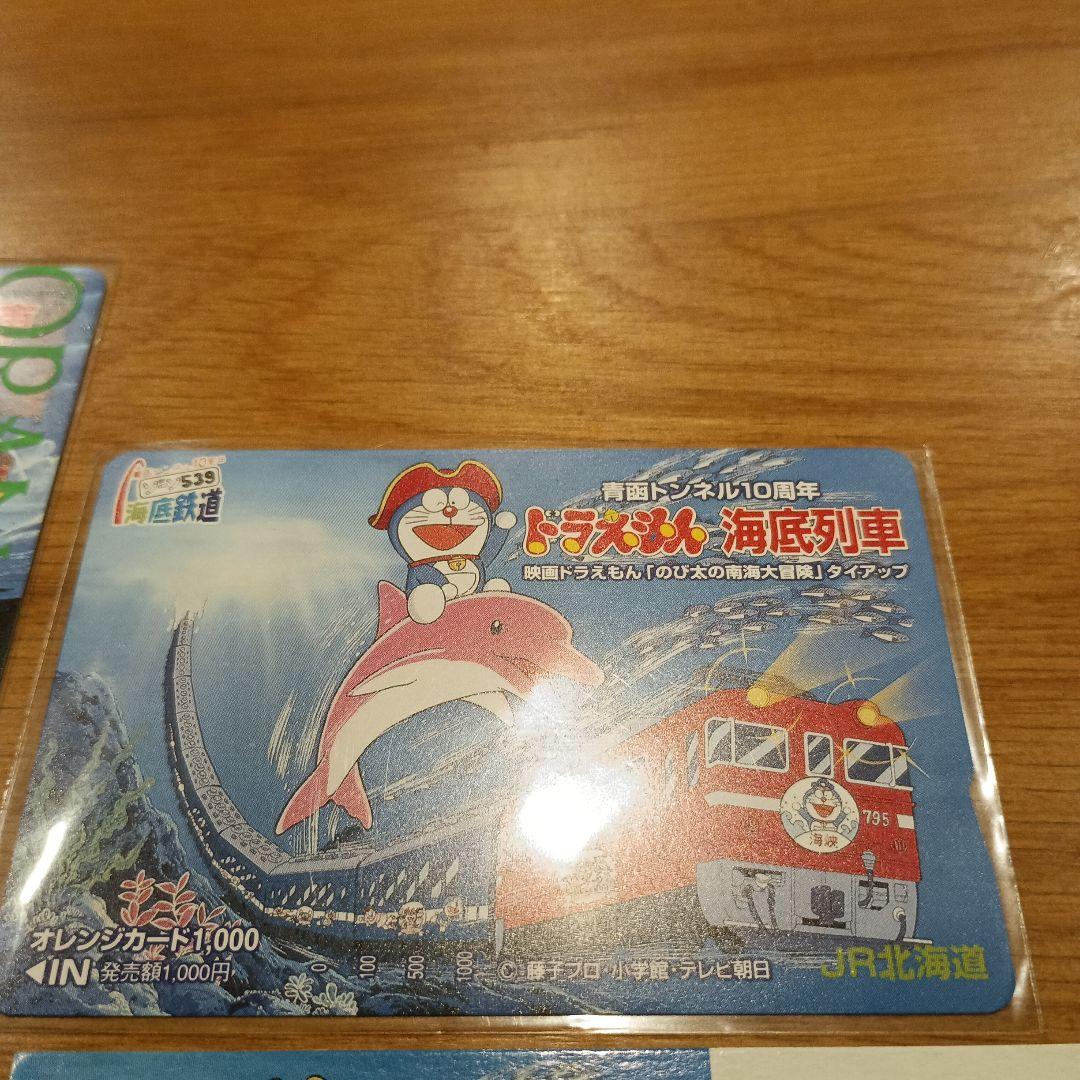 539
海底鉄道
青函トンネル10周年
ドラえもん 海底列車
映画ドラえもん「のび太の南海大冒険」タイアップ
795
海峡
オレンジカード1,000
◀IN 発売額1,000円
0 100 500 1000
©藤子プロ・小学館・テレビ朝日
JR北海道